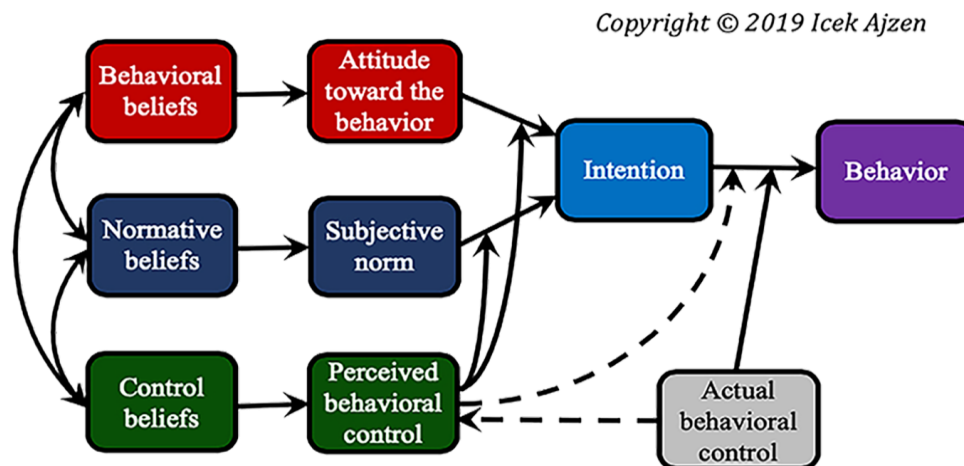 Copyright © 2019 Icek Ajzen
Behavioral
beliefs
Attitude
toward the
behavior
Intention
Behavior
Normative
beliefs
Subjective
norm
Control
beliefs
Perceived
behavioral
control
Actual
behavioral
control